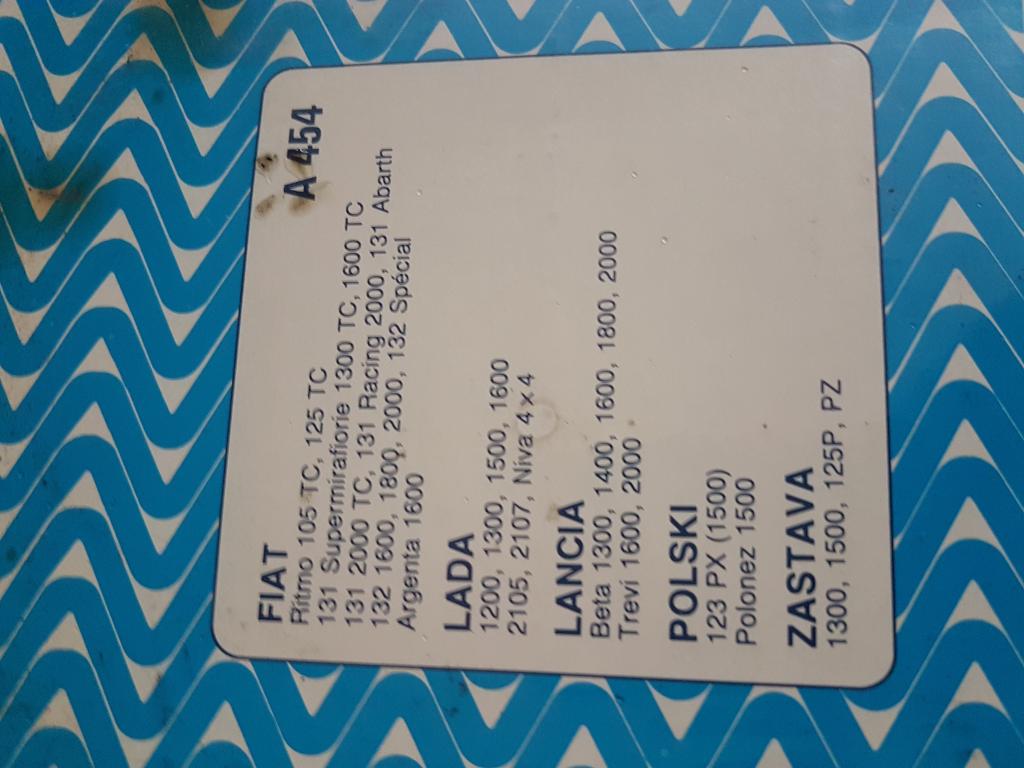 A 454
FIAT
Ritmo 105 TC, 125 TC
131 Supermirafiorie 1300 TC, 1600 TC
131 2000 TC, 131 Racing 2000, 131 Abarth
132 1600, 1800, 2000, 132 Spécial
Argenta 1600
LADA
1200, 1300, 1500, 1600
2105, 2107, Niva 4 x 4
LANCIA
Beta 1300, 1400, 1600, 1800, 2000
Trevi 1600, 2000
POLSKI
123 PX (1500)
Polonez 1500
ZASTAVA
1300, 1500, 125P, PZ